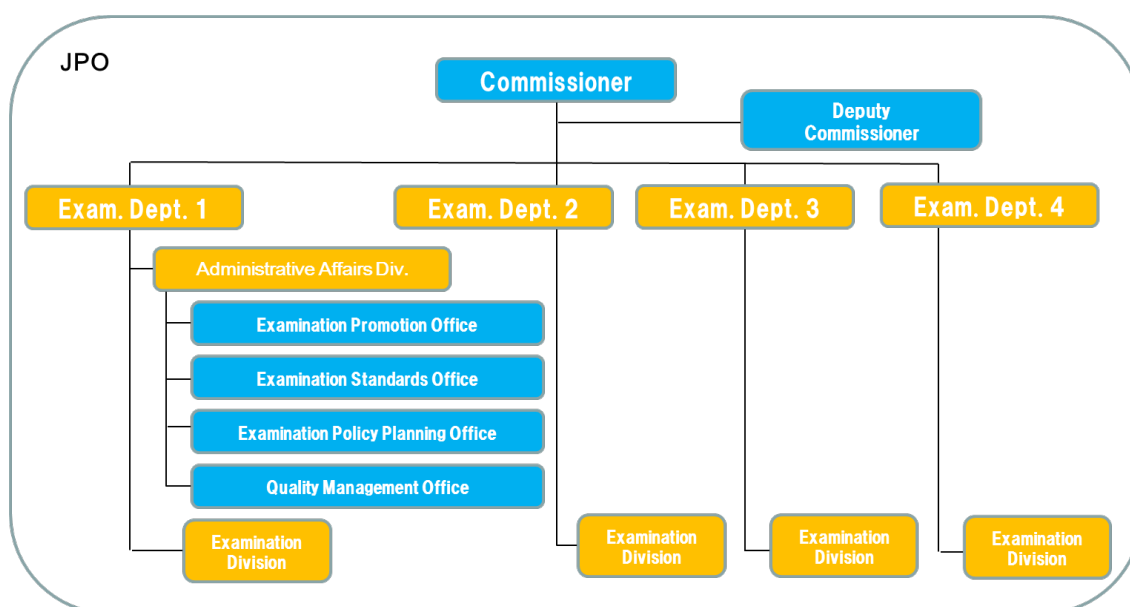 JPO
Commissioner
Deputy
Commissioner
Exam. Dept. 1
Exam. Dept. 2
Exam. Dept. 3
Exam. Dept. 4
Administrative Affairs Div.
Examination Promotion Office
Examination Standards Office
Examination Policy Planning Office
Quality Management Office
Examination
Division
Examination
Division
Examination
Division
Examination
Division